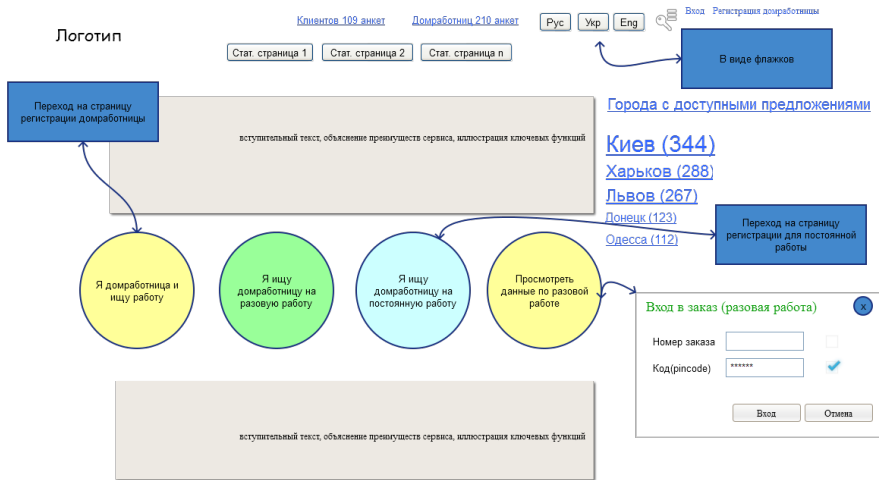 Логотип
Клиентов 109 анкет
Домработниц 210 анкет
Рус
Укр
Eng
Вход
Регистрация домработницы
Стат. страница 1
Стат. страница 2
Стат. страница n
В виде флажков
Переход на страницу
регистрации домработницы
вступительный текст, объяснение преимуществ сервиса, иллюстрация ключевых функций
Города с доступными предложениями
Киев (344)
Харьков (288)
Львов (267)
Донецк (123)
Одесса (112)
Переход на страницу
регистрации для постоянной
работы
Я домработница и
ищу работу
Я ищу
домработницу на
разовую работу
Я ищу
домработницу на
постоянную работу
Просмотреть
данные по разовой
работе
Вход в заказ (разовая работа)
x
Номер заказа
Код(pincode)
******
Вход
Отмена
вступительный текст, объяснение преимуществ сервиса, иллюстрация ключевых функций